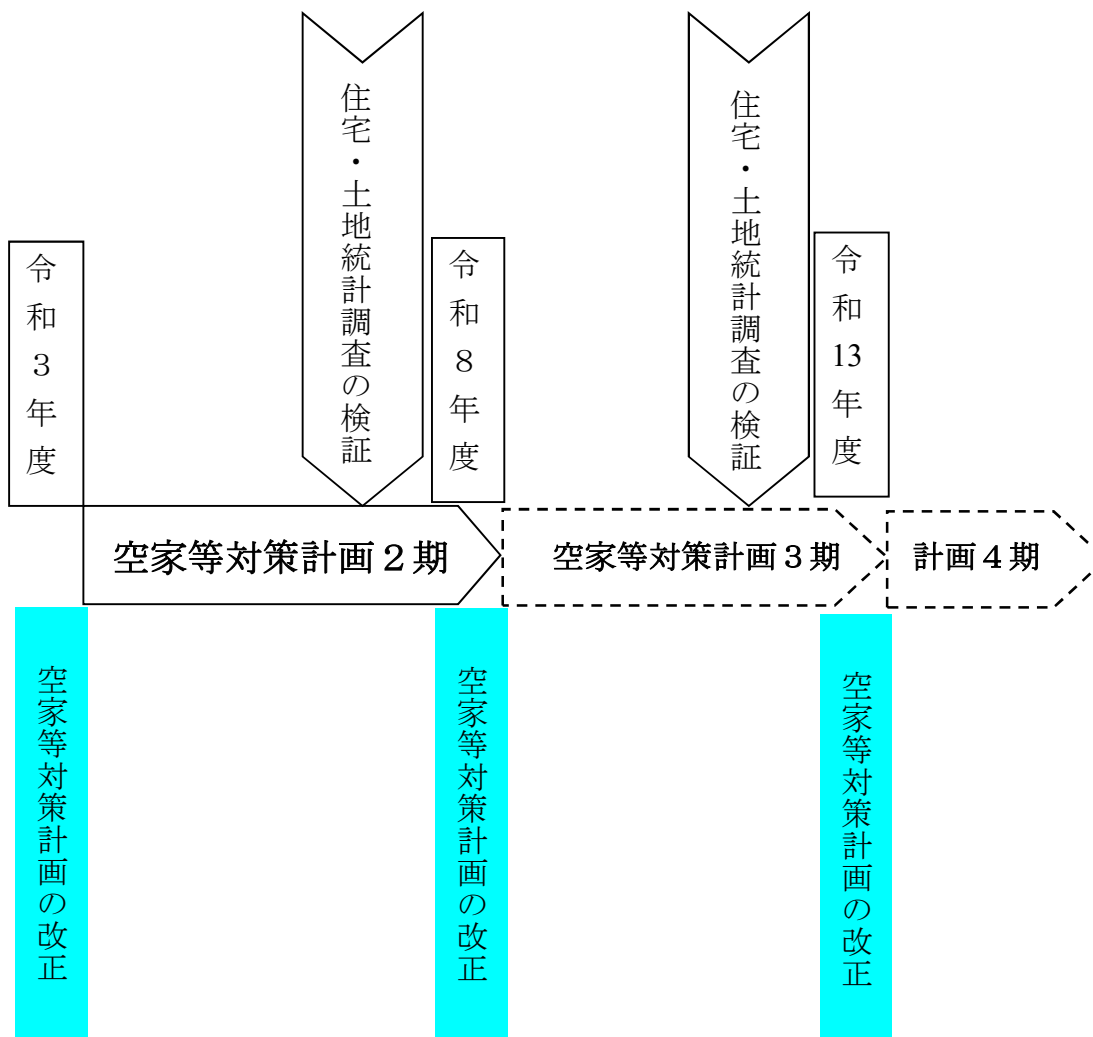 住宅・土地統計調査の検証
住宅・土地統計調査の検証
令和３年度
令和８年度
令和13年度
空家等対策計画２期
空家等対策計画３期
計画４期
空家等対策計画の改正
空家等対策計画の改正
空家等対策計画の改正